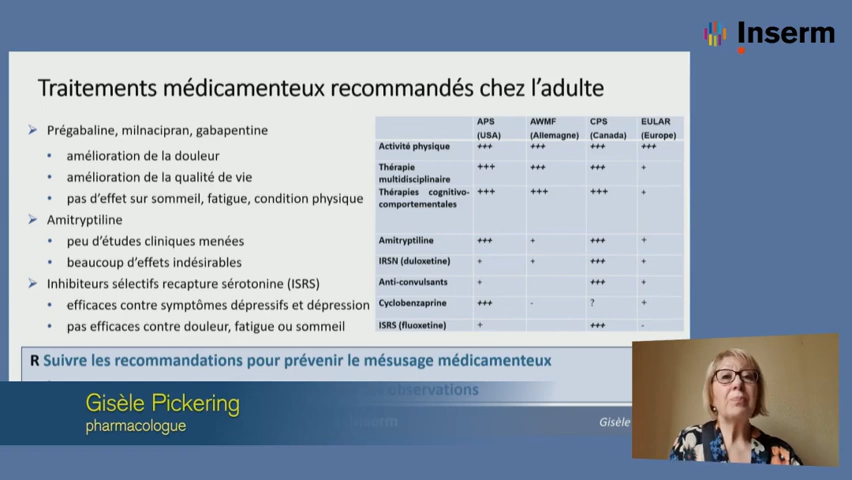 Inserm
Traitements médicamenteux recommandés chez l'adulte
➢ Prégabaline, milnacipran, gabapentine
• amélioration de la douleur
• amélioration de la qualité de vie
• pas d'effet sur sommeil, fatigue, condition physique
➢ Amitryptiline
• peu d'études cliniques menées
• beaucoup d'effets indésirables
➢ Inhibiteurs sélectifs recapture sérotonine (ISRS)
• efficaces contre symptômes dépressifs et dépression
• pas efficaces contre douleur, fatigue ou sommeil
APS AWMF CPS EULAR
(USA) (Allemagne) (Canada) (Europe)
Activité physique +++ +++ +++ +++
Thérapie
multidisciplinaire +++ +++ +++ +
Thérapies cognitivo-
comportementales +++ +++ +++ +
Amitryptiline +++ + +++ +
IRSN (duloxetine) + + +++ +
Anti-convulsants + +++ +
Cyclobenzaprine +++ - ? +
ISRS (fluoxetine) + +++ -
R Suivre les recommandations pour prévenir le mésusage médicamenteux
observations
Gisèle Pickering
pharmacologue
Inserm
Gisèle